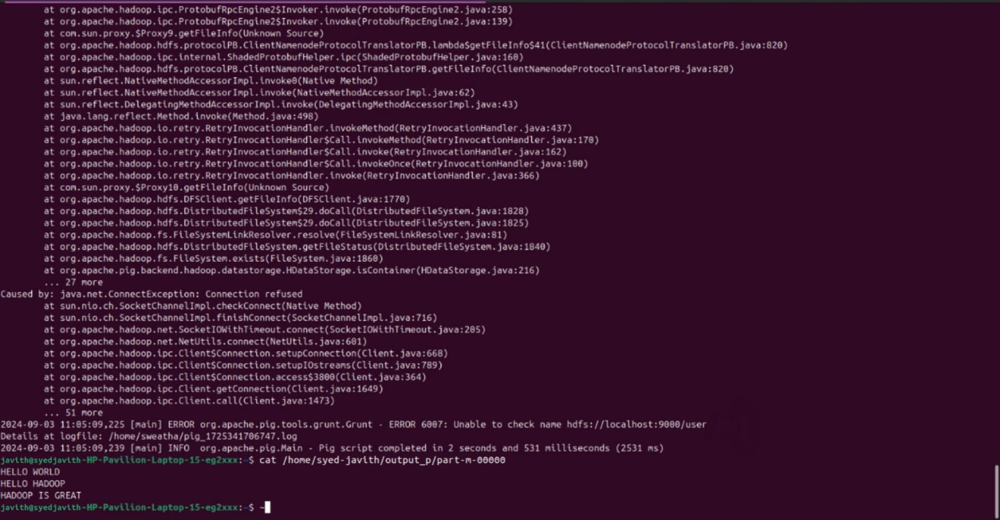 at org.apache.hadoop.ipc.ProtobufRpcEngine2$Invoker.invoke(ProtobufRpcEngine2.java:258)
at org.apache.hadoop.ipc.ProtobufRpcEngine2$Invoker.invoke(ProtobufRpcEngine2.java:139)
at com.sun.proxy.$Proxy9.getFileInfo(Unknown Source)
at org.apache.hadoop.hdfs.protocolPB.ClientNamenodeProtocolTranslatorPB.lambda$getFileInfo$41(ClientNamenodeProtocolTranslatorPB.java:820)
at org.apache.hadoop.ipc.internal.ShadedProtobufHelper.ipc(ShadedProtobufHelper.java:160)
at org.apache.hadoop.hdfs.protocolPB.ClientNamenodeProtocolTranslatorPB.getFileInfo(ClientNamenodeProtocolTranslatorPB.java:820)
at sun.reflect.NativeMethodAccessorImpl.invoke0(Native Method)
at sun.reflect.NativeMethodAccessorImpl.invoke(NativeMethodAccessorImpl.java:62)
at sun.reflect.DelegatingMethodAccessorImpl.invoke(DelegatingMethodAccessorImpl.java:43)
at java.lang.reflect.Method.invoke(Method.java:498)
at org.apache.hadoop.io.retry.RetryInvocationHandler.invokeMethod(RetryInvocationHandler.java:437)
at org.apache.hadoop.io.retry.RetryInvocationHandler$Call.invokeMethod(RetryInvocationHandler.java:170)
at org.apache.hadoop.io.retry.RetryInvocationHandler$Call.invoke(RetryInvocationHandler.java:162)
at org.apache.hadoop.io.retry.RetryInvocationHandler$Call.invokeOnce(RetryInvocationHandler.java:100)
at org.apache.hadoop.io.retry.RetryInvocationHandler.invoke(RetryInvocationHandler.java:366)
at com.sun.proxy.$Proxy10.getFileInfo(Unknown Source)
at org.apache.hadoop.hdfs.DFSClient.getFileInfo(DFSClient.java:1770)
at org.apache.hadoop.hdfs.DistributedFileSystem$29.doCall(DistributedFileSystem.java:1828)
at org.apache.hadoop.hdfs.DistributedFileSystem$29.doCall(DistributedFileSystem.java:1825)
at org.apache.hadoop.fs.FileSystemLinkResolver.resolve(FileSystemLinkResolver.java:81)
at org.apache.hadoop.hdfs.DistributedFileSystem.getFileStatus(DistributedFileSystem.java:1840)
at org.apache.hadoop.fs.FileSystem.exists(FileSystem.java:1860)
at org.apache.pig.backend.hadoop.datastorage.HDataStorage.isContainer(HDataStorage.java:216)
... 27 more
Caused by: java.net.ConnectException: Connection refused
at sun.nio.ch.SocketChannelImpl.checkConnect(Native Method)
at sun.nio.ch.SocketChannelImpl.finishConnect(SocketChannelImpl.java:716)
at org.apache.hadoop.net.SocketIOWithTimeout.connect(SocketIOWithTimeout.java:205)
at org.apache.hadoop.net.NetUtils.connect(NetUtils.java:601)
at org.apache.hadoop.ipc.Client$Connection.setupConnection(Client.java:668)
at org.apache.hadoop.ipc.Client$Connection.setupIOstreams(Client.java:789)
at org.apache.hadoop.ipc.Client$Connection.access$3800(Client.java:364)
at org.apache.hadoop.ipc.Client.getConnection(Client.java:1649)
at org.apache.hadoop.ipc.Client.call(Client.java:1473)
... 51 more
2024-09-03 11:05:09,225 [main] ERROR org.apache.pig.tools.grunt.Grunt - ERROR 6007: Unable to check name hdfs://localhost:9000/user
Details at logfile: /home/sweatha/pig_1725341706747.log
2024-09-03 11:05:09,239 [main] INFO  org.apache.pig.Main - Pig script completed in 2 seconds and 531 milliseconds (2531 ms)
javith@syedjavith-HP-Pavilion-Laptop-15-eg2xxx:~$ cat /home/syed-javith/output_p/part-m-00000
HELLO WORLD
HELLO HADOOP
HADOOP IS GREAT
javith@syedjavith-HP-Pavilion-Laptop-15-eg2xxx:~$ ~